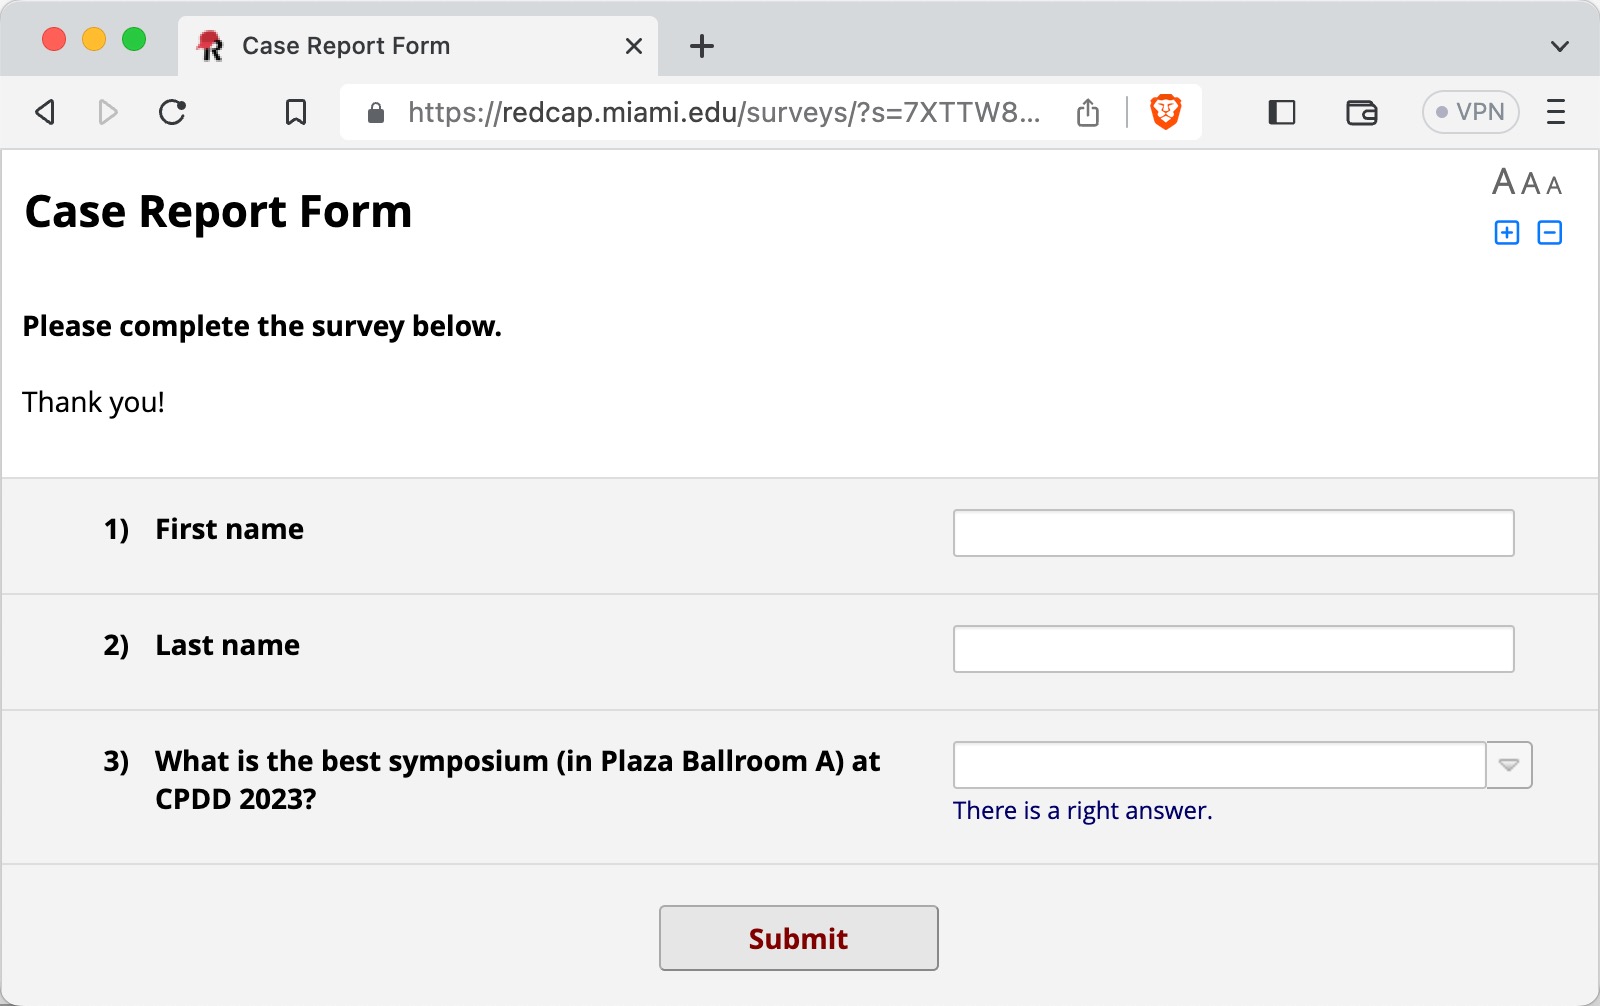 Case Report Form
https://redcap.miami.edu/surveys/?s=7XTTW8...
VPN
Case Report Form
A A A
Please complete the survey below.
Thank you!
1) First name
2) Last name
3) What is the best symposium (in Plaza Ballroom A) at
CPDD 2023?
There is a right answer.
Submit